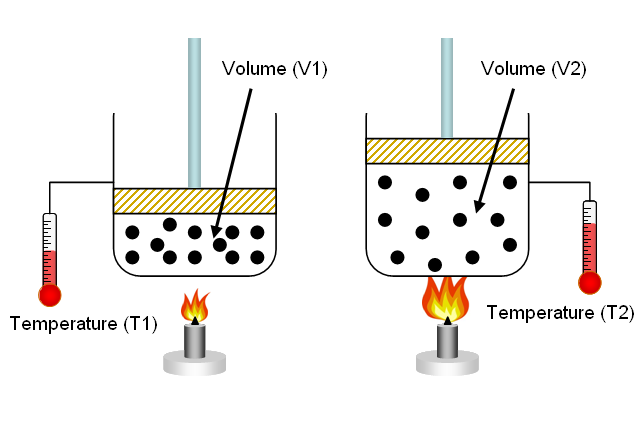 Volume (V1)
Volume (V2)
Temperature (T1)
Temperature (T2)